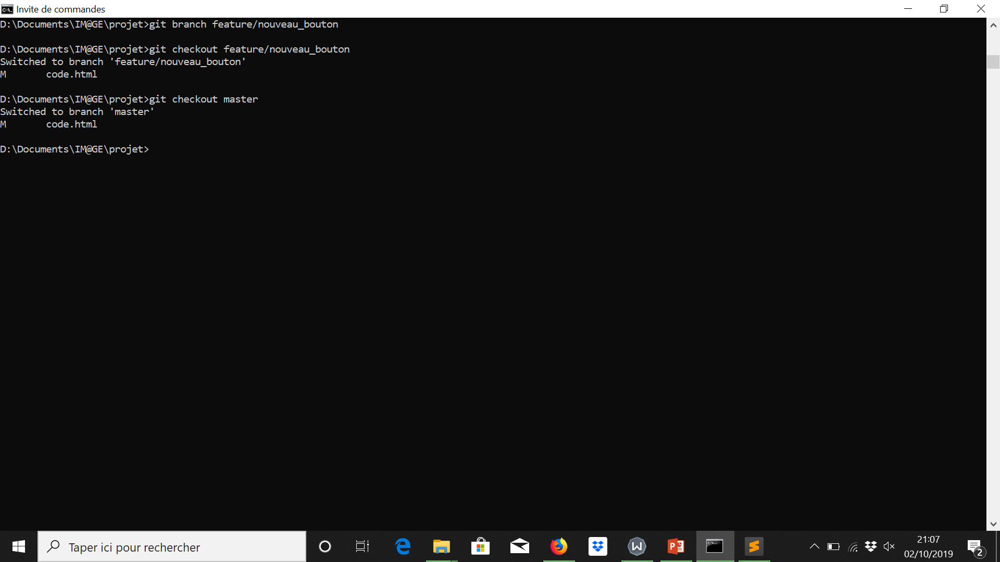 Invite de commandes
D:\Documents\IM@GE\projet>git branch feature/nouveau_bouton
D:\Documents\IM@GE\projet>git checkout feature/nouveau_bouton
Switched to branch 'feature/nouveau_bouton'
M       code.html
D:\Documents\IM@GE\projet>git checkout master
Switched to branch 'master'
M       code.html
D:\Documents\IM@GE\projet>
Taper ici pour rechercher
21:07
02/10/2019
2